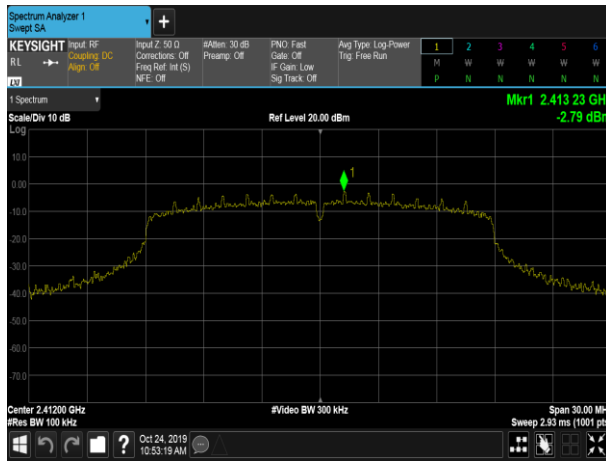 Spectrum Analyzer 1
Swept SA
+
KEYSIGHT Input: RF Input Z: 50 Ω #Atten: 30 dB PNO: Fast Avg Type: Log-Power 1 2 3 4 5 6
RL Coupling: DC Corrections: Off Preamp: Off Gate: Off Trig: Free Run M W W W W W
Align: Off Freq Ref: Int (S) IF Gain: Low P N N N N N
LXI NFE: Off Sig Track: Off
1 Spectrum Mkr1 2.413 23 GH
Scale/Div 10 dB Ref Level 20.00 dBm -2.79 dBr
Log
10.0
1
0.00
-10.0
-20.0
-30.0
-40.0
-50.0
-60.0
-70.0
Center 2.41200 GHz #Video BW 300 kHz Span 30.00 MH
#Res BW 100 kHz Sweep 2.93 ms (1001 pts
? Oct 24, 2019
10:53:19 AM